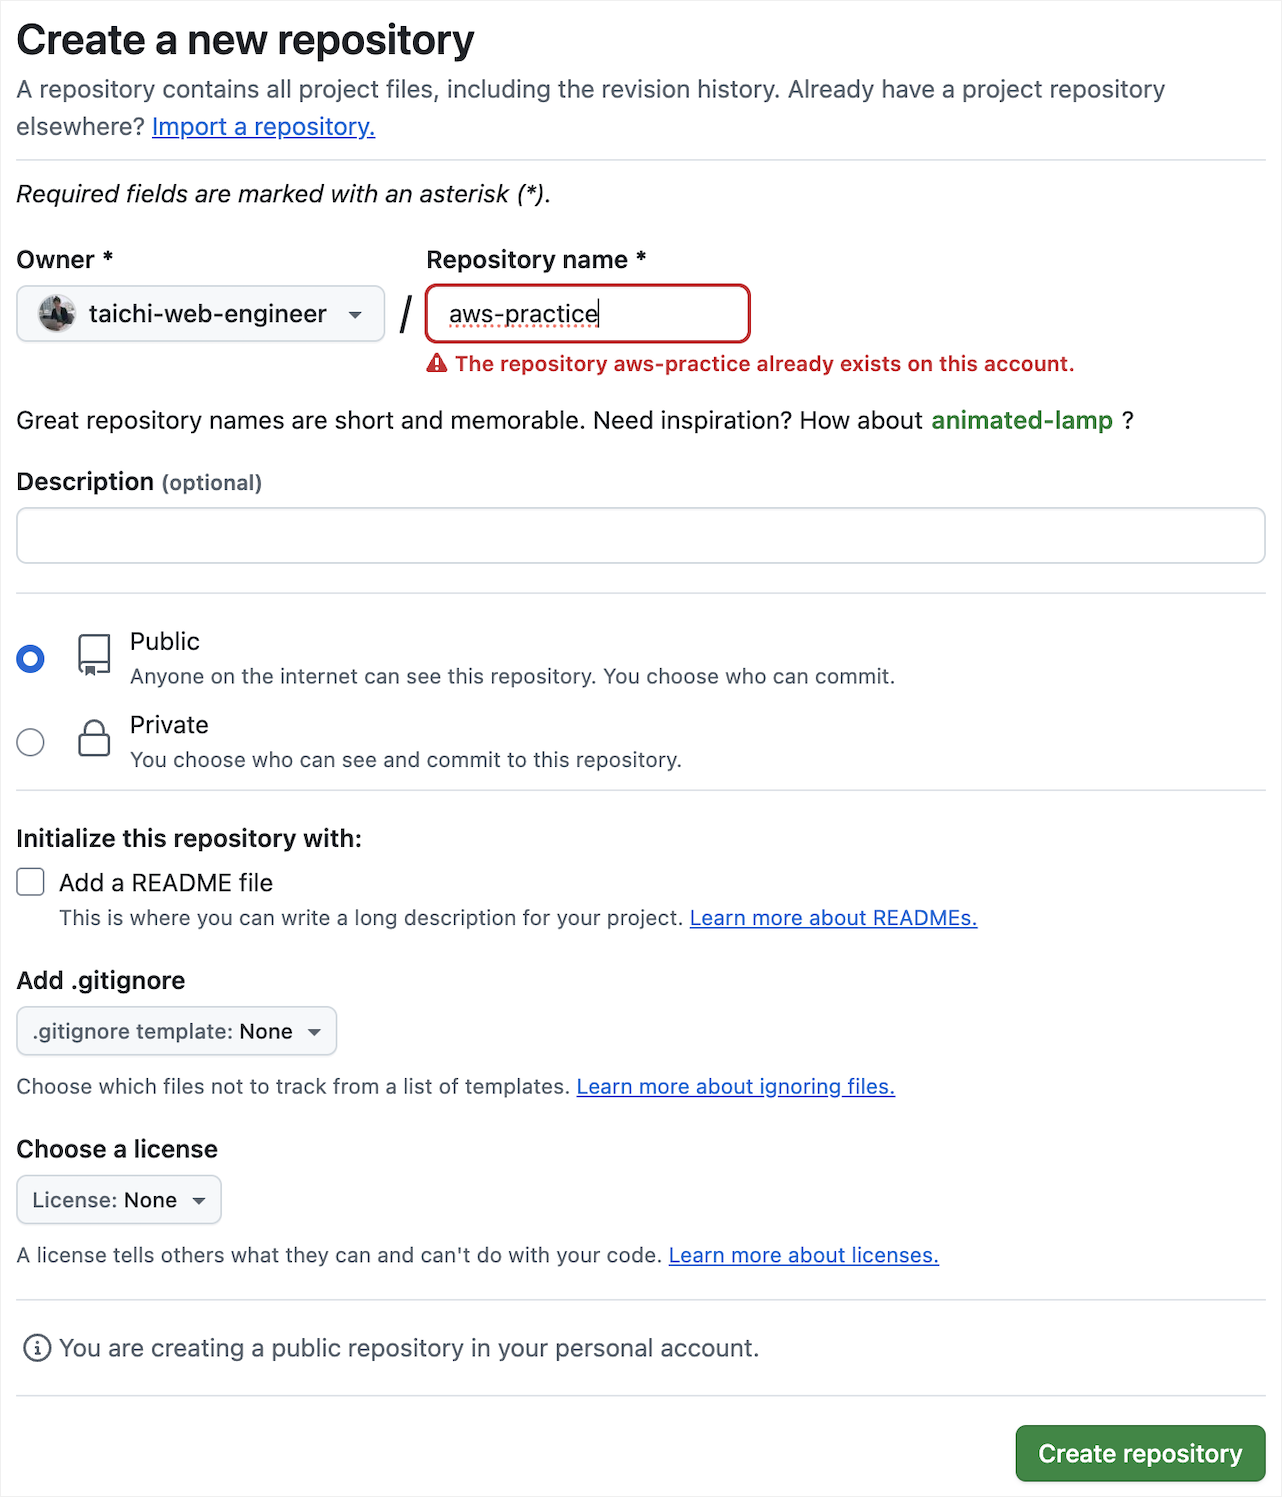 Create a new repository
A repository contains all project files, including the revision history. Already have a project repository
elsewhere? Import a repository.
Required fields are marked with an asterisk (*).
Owner *
Repository name *
taichi-web-engineer
/
aws-practice
The repository aws-practice already exists on this account.
Great repository names are short and memorable. Need inspiration? How about animated-lamp ?
Description (optional)
Public
Anyone on the internet can see this repository. You choose who can commit.
Private
You choose who can see and commit to this repository.
Initialize this repository with:
Add a README file
This is where you can write a long description for your project. Learn more about READMEs.
Add .gitignore
.gitignore template: None
Choose which files not to track from a list of templates. Learn more about ignoring files.
Choose a license
License: None
A license tells others what they can and can't do with your code. Learn more about licenses.
You are creating a public repository in your personal account.
Create repository